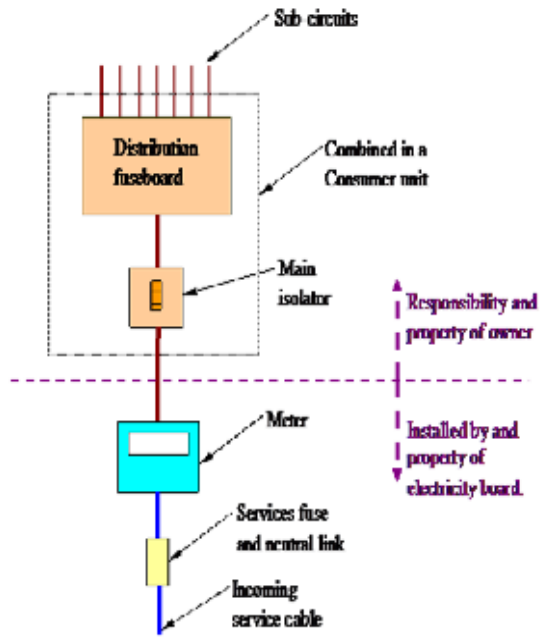 Sub-circuits
Distribution
fuseboard
Combined in a
Consumer unit
Main
isolator
Responsibility and
property of owner
Meter
Installed by and
property of
electricity board.
Services fuse
and neutral link
Incoming
service cable